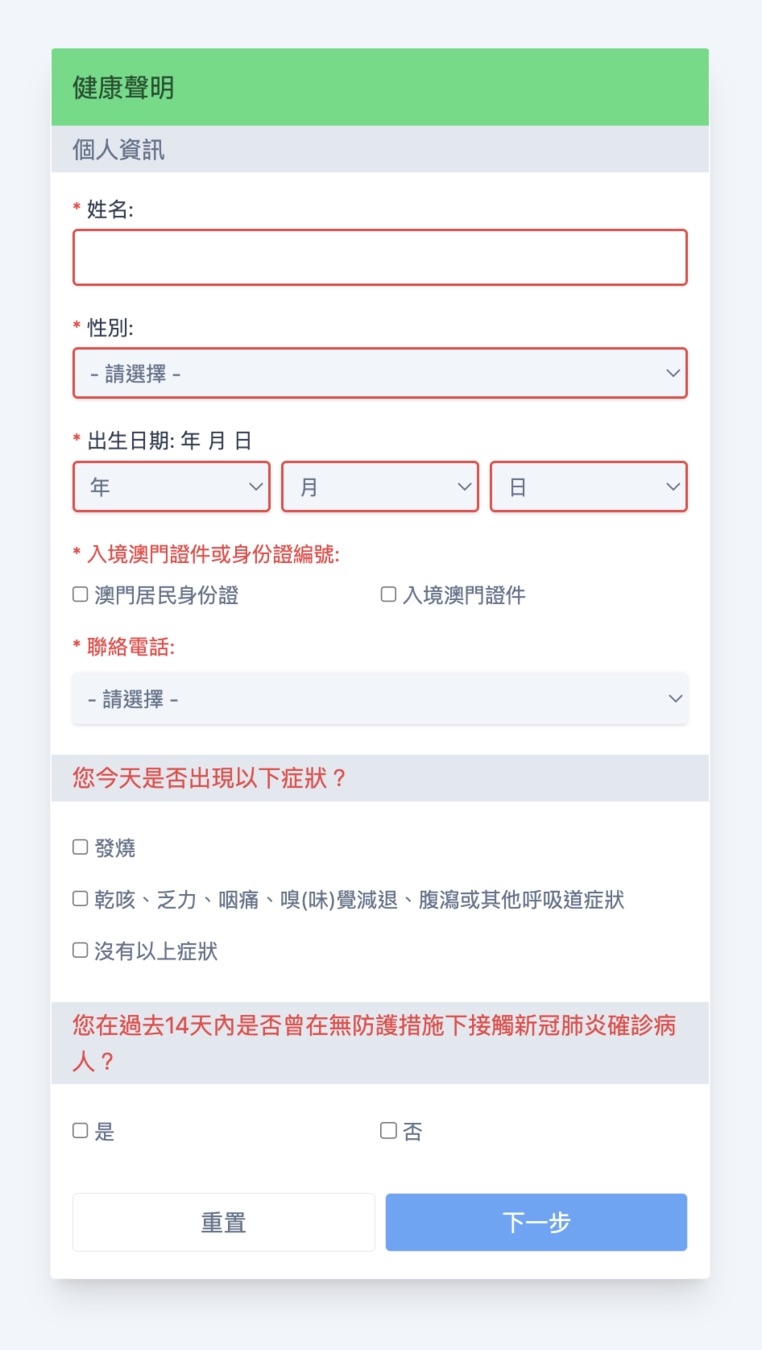 健康聲明
個人資訊
* 姓名:
* 性別:
- 請選擇 -
* 出生日期: 年 月 日
年 月 日
* 入境澳門證件或身份證編號:
澳門居民身份證 入境澳門證件
* 聯絡電話:
- 請選擇 -
您今天是否出現以下症狀？
發燒
乾咳、乏力、咽痛、嗅(味)覺減退、腹瀉或其他呼吸道症狀
沒有以上症狀
您在過去14天內是否曾在無防護措施下接觸新冠肺炎確診病
人？
是 否
重置 下一步